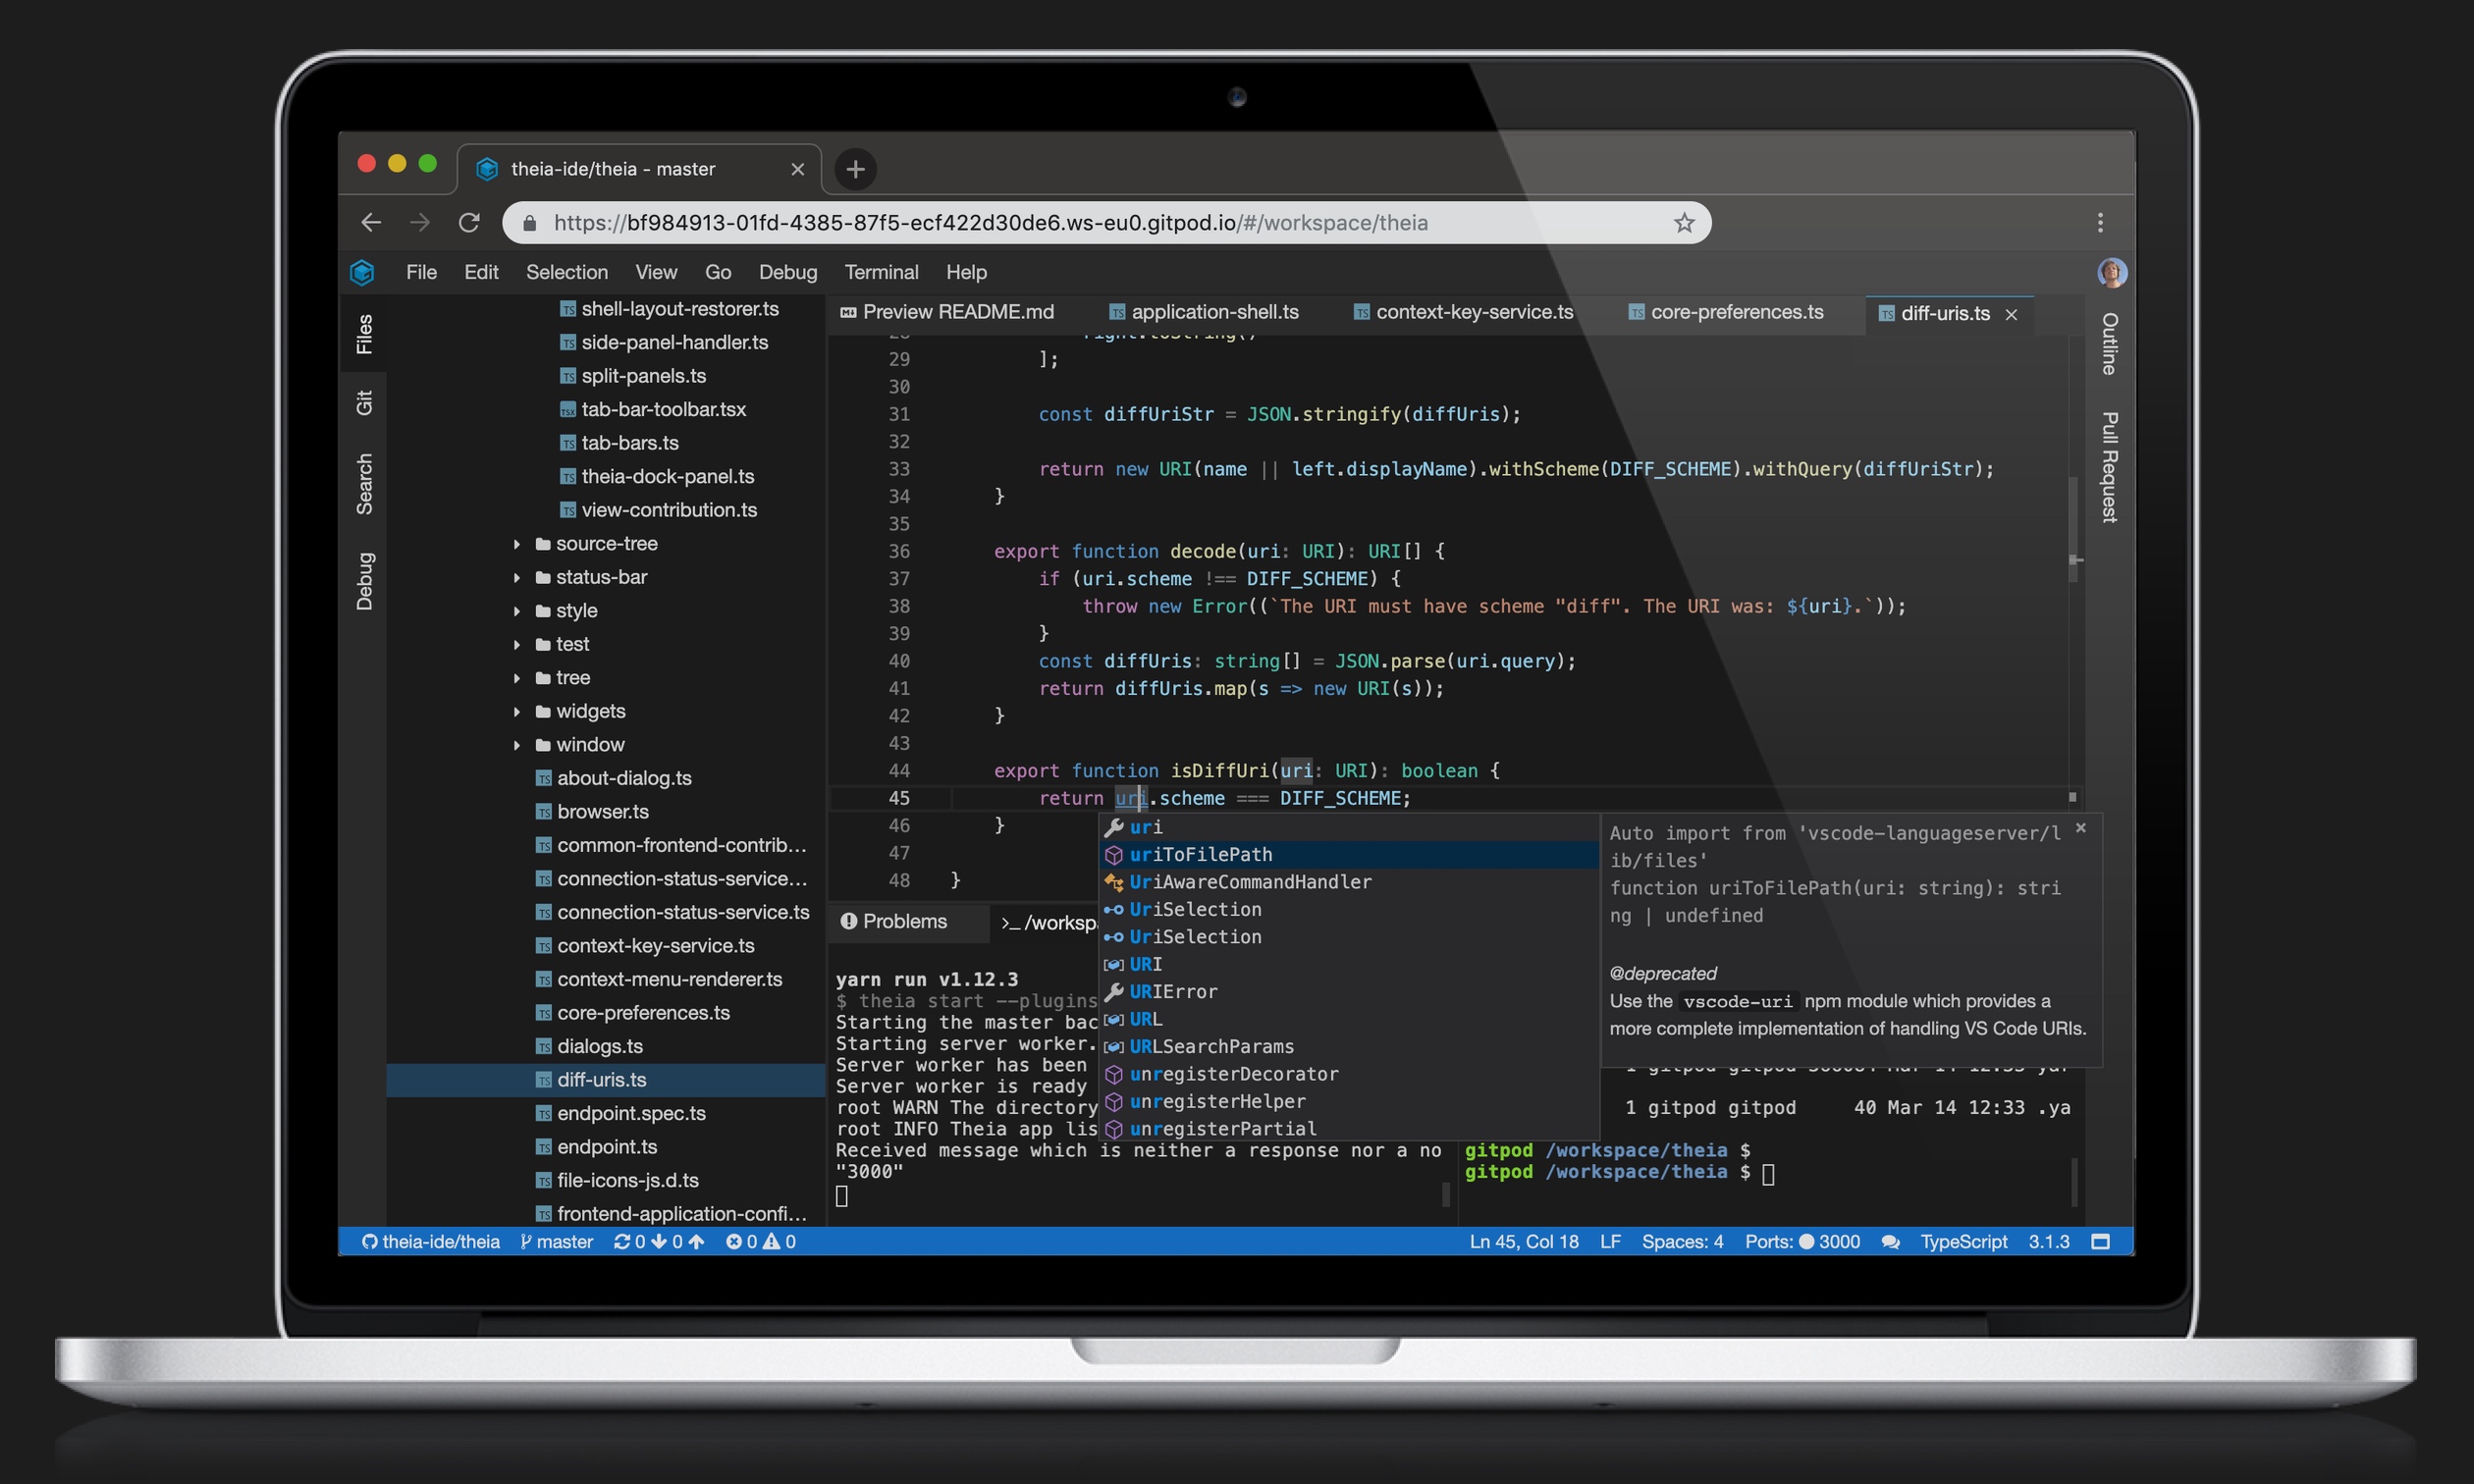 theia-ide/theia - master
https://bf984913-01fd-4385-87f5-ecf422d30de6.ws-eu0.gitpod.io/#/workspace/theia
File Edit Selection View Go Debug Terminal Help
Files
Git
Search
Debug
shell-layout-restorer.ts
side-panel-handler.ts
split-panels.ts
tab-bar-toolbar.tsx
tab-bars.ts
theia-dock-panel.ts
view-contribution.ts
source-tree
status-bar
style
test
tree
widgets
window
about-dialog.ts
browser.ts
common-frontend-contrib...
connection-status-service...
connection-status-service.ts
context-key-service.ts
context-menu-renderer.ts
core-preferences.ts
dialogs.ts
diff-uris.ts
endpoint.spec.ts
endpoint.ts
file-icons-js.d.ts
frontend-application-confi...
Preview README.md application-shell.ts context-key-service.ts core-preferences.ts diff-uris.ts
28 right.toString()
29 ];
30
31 const diffUriStr = JSON.stringify(diffUris);
32
33 return new URI(name || left.displayName).withScheme(DIFF_SCHEME).withQuery(diffUriStr);
34 }
35
36 export function decode(uri: URI): URI[] {
37 if (uri.scheme !== DIFF_SCHEME) {
38 throw new Error((`The URI must have scheme "diff". The URI was: ${uri}.`));
39 }
40 const diffUris: string[] = JSON.parse(uri.query);
41 return diffUris.map(s => new URI(s));
42 }
43
44 export function isDiffUri(uri: URI): boolean {
45 return uri.scheme === DIFF_SCHEME;
46 }
47
48 }
uri
uriToFilePath
UriAwareCommandHandler
UriSelection
UriSelection
URI
URIError
URL
URLSearchParams
unregisterDecorator
unregisterHelper
unregisterPartial
Auto import from 'vscode-languageserver/l
ib/files'
function uriToFilePath(uri: string): stri
ng | undefined
@deprecated
Use the vscode-uri npm module which provides a
more complete implementation of handling VS Code URIs.
Outline
Pull Request
Problems >_ /worksp
yarn run v1.12.3
$ theia start --plugins
Starting the master bac
Starting server worker.
Server worker has been
Server worker is ready
root WARN The directory
root INFO Theia app lis
Received message which is neither a response nor a no
"3000"
1 gitpod gitpod 40 Mar 14 12:33 .ya
gitpod /workspace/theia $
gitpod /workspace/theia $
theia-ide/theia master 0 0 0 0 Ln 45, Col 18 LF Spaces: 4 Ports: 3000 TypeScript 3.1.3